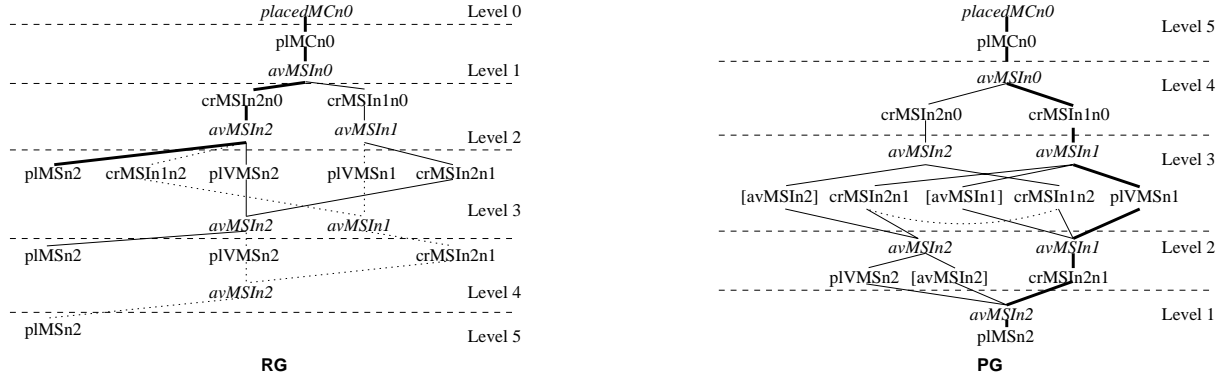 placedMCn0
Level 0
plMCn0
Level 1
avMSIn0
crMSIn2n0 crMSIn1n0
avMSIn2 avMSIn1
Level 2
plMSn2 crMSIn1n2 plVMSn2 plVMSn1 crMSIn2n1
Level 3
avMSIn2 avMSIn1
plMSn2 plVMSn2 crMSIn2n1
avMSIn2
Level 4
plMSn2
Level 5
RG
placedMCn0
Level 5
plMCn0
avMSIn0
Level 4
crMSIn2n0 crMSIn1n0
avMSIn2 avMSIn1
Level 3
[avMSIn2] crMSIn2n1 [avMSIn1] crMSIn1n2 plVMSn1
avMSIn2 avMSIn1
Level 2
plVMSn2 [avMSIn2] crMSIn2n1
avMSIn2
Level 1
plMSn2
PG